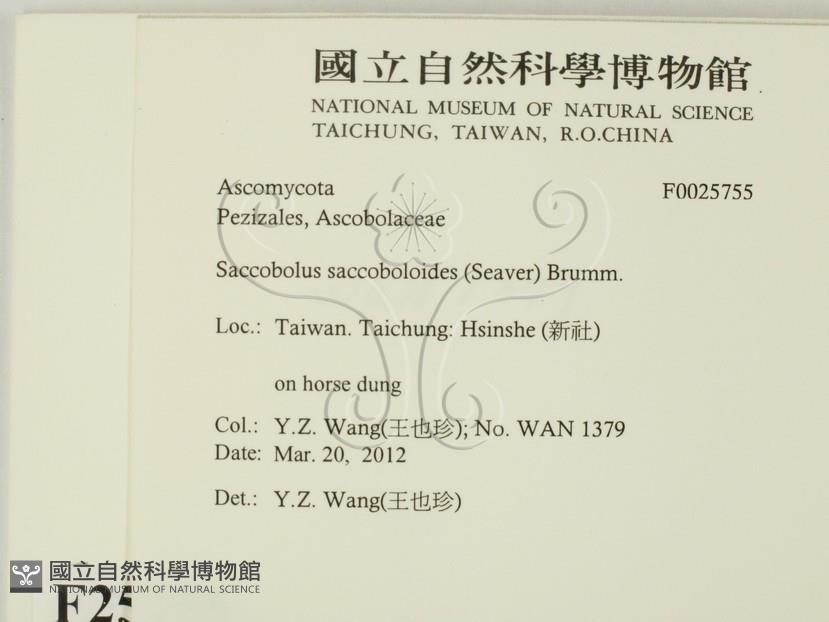 國立自然科學博物館
NATIONAL MUSEUM OF NATURAL SCIENCE
TAICHUNG, TAIWAN, R.O.CHINA
Ascomycota F0025755
Pezizales, Ascobolaceae
Saccobolus saccoboloides (Seaver) Brumm.
Loc.: Taiwan. Taichung: Hsinshe (新社)
on horse dung
Col.: Y.Z. Wang(王也珍); No. WAN 1379
Date: Mar. 20, 2012
Det.: Y.Z. Wang(王也珍)
國立自然科學博物館
NATIONAL MUSEUM OF NATURAL SCIENCE